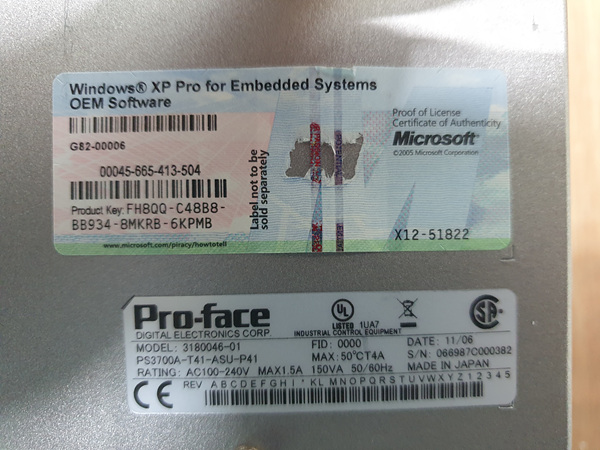 Windows® XP Pro for Embedded Systems
OEM Software
G82-00006
00045-665-413-504
Product Key: FH8QQ-C48B8-
BB934-8MKRB-6KPMB
www.microsoft.com/piracy/howtotell
Label not to be
sold separately
Proof of License
Certificate of Authenticity
Microsoft®
©2005 Microsoft Corporation
X12-51822
Pro-face
DIGITAL ELECTRONICS CORP
UL
LISTED 1UA7
INDUSTRIAL CONTROL EQUIPMENT
MODEL: 3180046-01
FID: 0000
DATE: 11/06
PS3700A-T41-ASU-P41
MAX: 50°CT4A
S/N: 066987C000382
RATING: AC100-240V MAX1.5A 150VA 50/60Hz
MADE IN JAPAN
CE
REV A B C D E F G H I * K L M N O P Q R S T U V W X Y Z 1 2 3 4 5